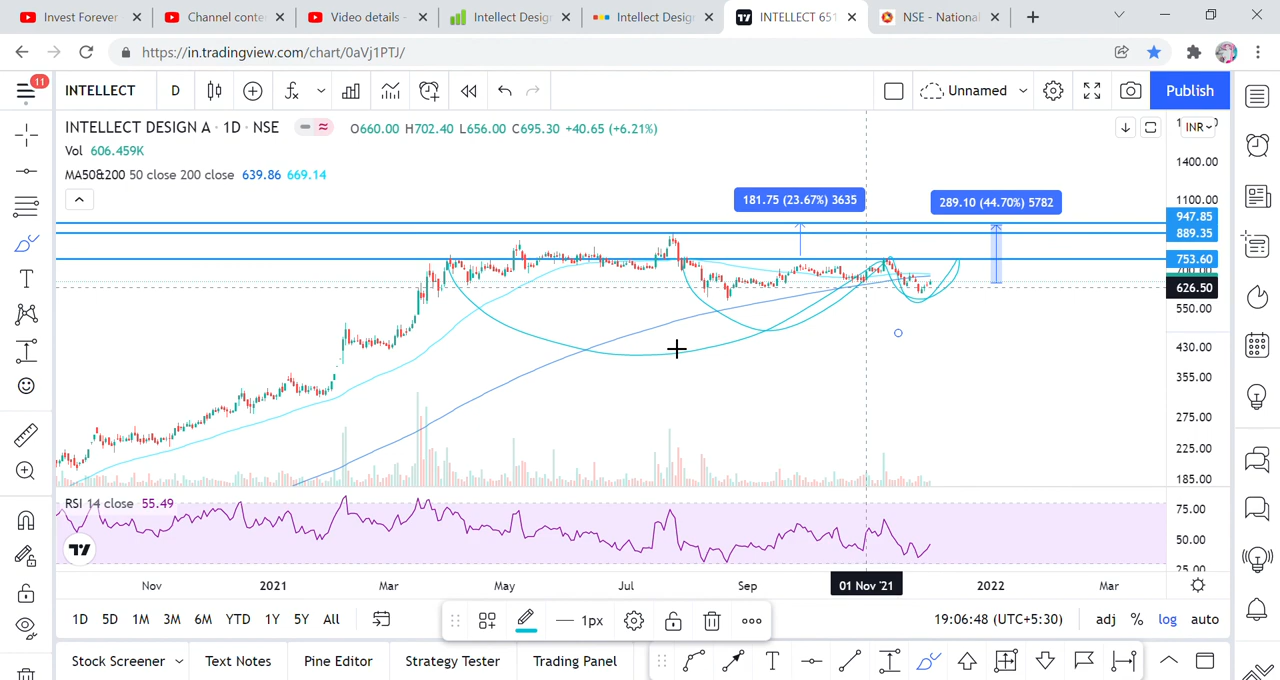 Invest Forever
Channel conte
Video details -
Intellect Desig
Intellect Desig
INTELLECT 651
NSE - National
https://in.tradingview.com/chart/0aVj1PTJ/
11
INTELLECT
D
Unnamed
Publish
INTELLECT DESIGN A · 1D · NSE
O660.00 H702.40 L656.00 C695.30 +40.65 (+6.21%)
INR
Vol 606.459K
1400.00
MA50&200 50 close 200 close 639.86 669.14
181.75 (23.67%) 3635
289.10 (44.70%) 5782
1100.00
947.85
889.35
753.60
700.00
626.50
550.00
430.00
355.00
275.00
225.00
185.00
RSI 14 close 55.49
75.00
50.00
25.00
Nov
2021
Mar
May
Jul
Sep
01 Nov '21
2022
Mar
1D 5D 1M 3M 6M YTD 1Y 5Y All
1px
19:06:48 (UTC+5:30)
adj % log auto
Stock Screener
Text Notes
Pine Editor
Strategy Tester
Trading Panel